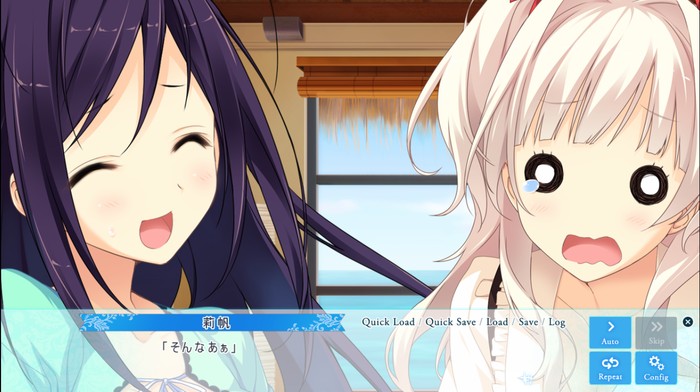 莉帆
Quick Load / Quick Save / Load / Save / Log
「そんなあぁ」
Auto
Skip
Repeat
Config